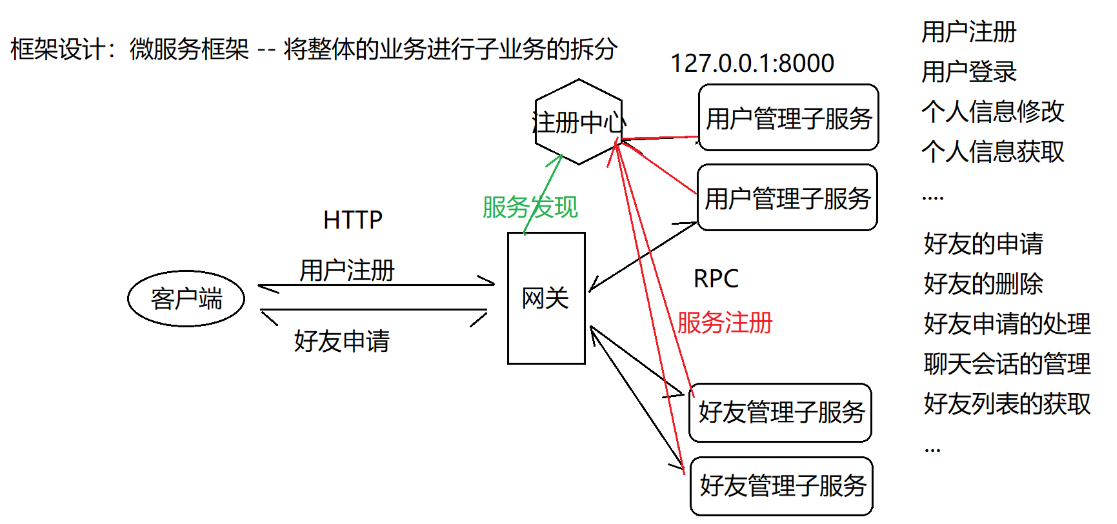 框架设计：微服务框架 -- 将整体的业务进行子业务的拆分
127.0.0.1:8000
注册中心
用户管理子服务
用户管理子服务
服务发现
HTTP
用户注册
客户端
好友申请
网关
RPC
服务注册
好友管理子服务
好友管理子服务
用户注册
用户登录
个人信息修改
个人信息获取
....
好友的申请
好友的删除
好友申请的处理
聊天会话的管理
好友列表的获取
...